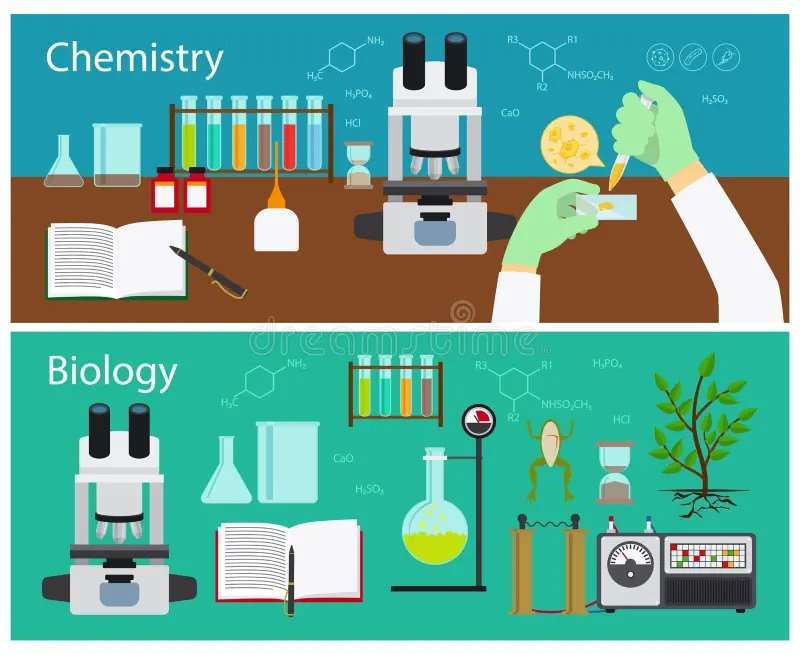 Chemistry
NH₂
H₃C
H₃PO₄
HCl
R3
R1
NHSO₂CH₃
R2
CaO
H₂SO₃
dreamstime
Biology
NH₂
H₃C
CaO
H₂SO₃
R3
R1
NHSO₂CH₃
R2
H₃PO₄
HCl